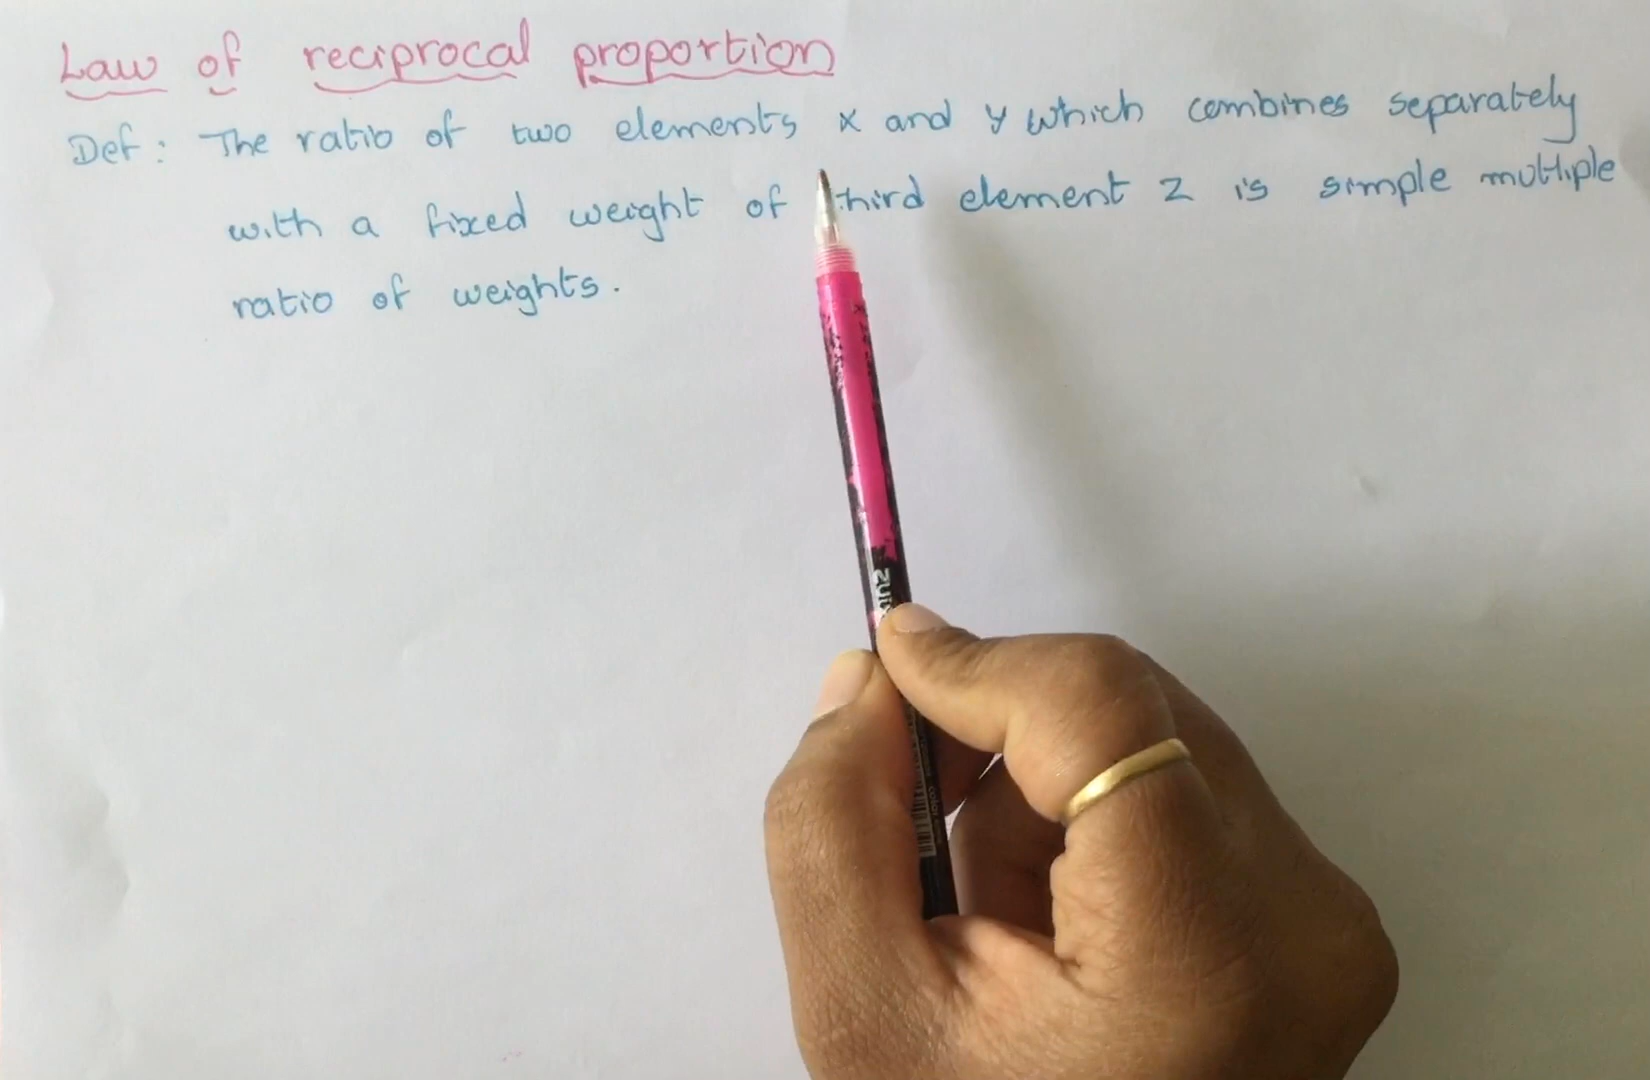 Law of reciprocal proportion
Def: The ratio of two elements x and y which combines separately
with a fixed weight of third element Z is simple multiple
ratio of weights.